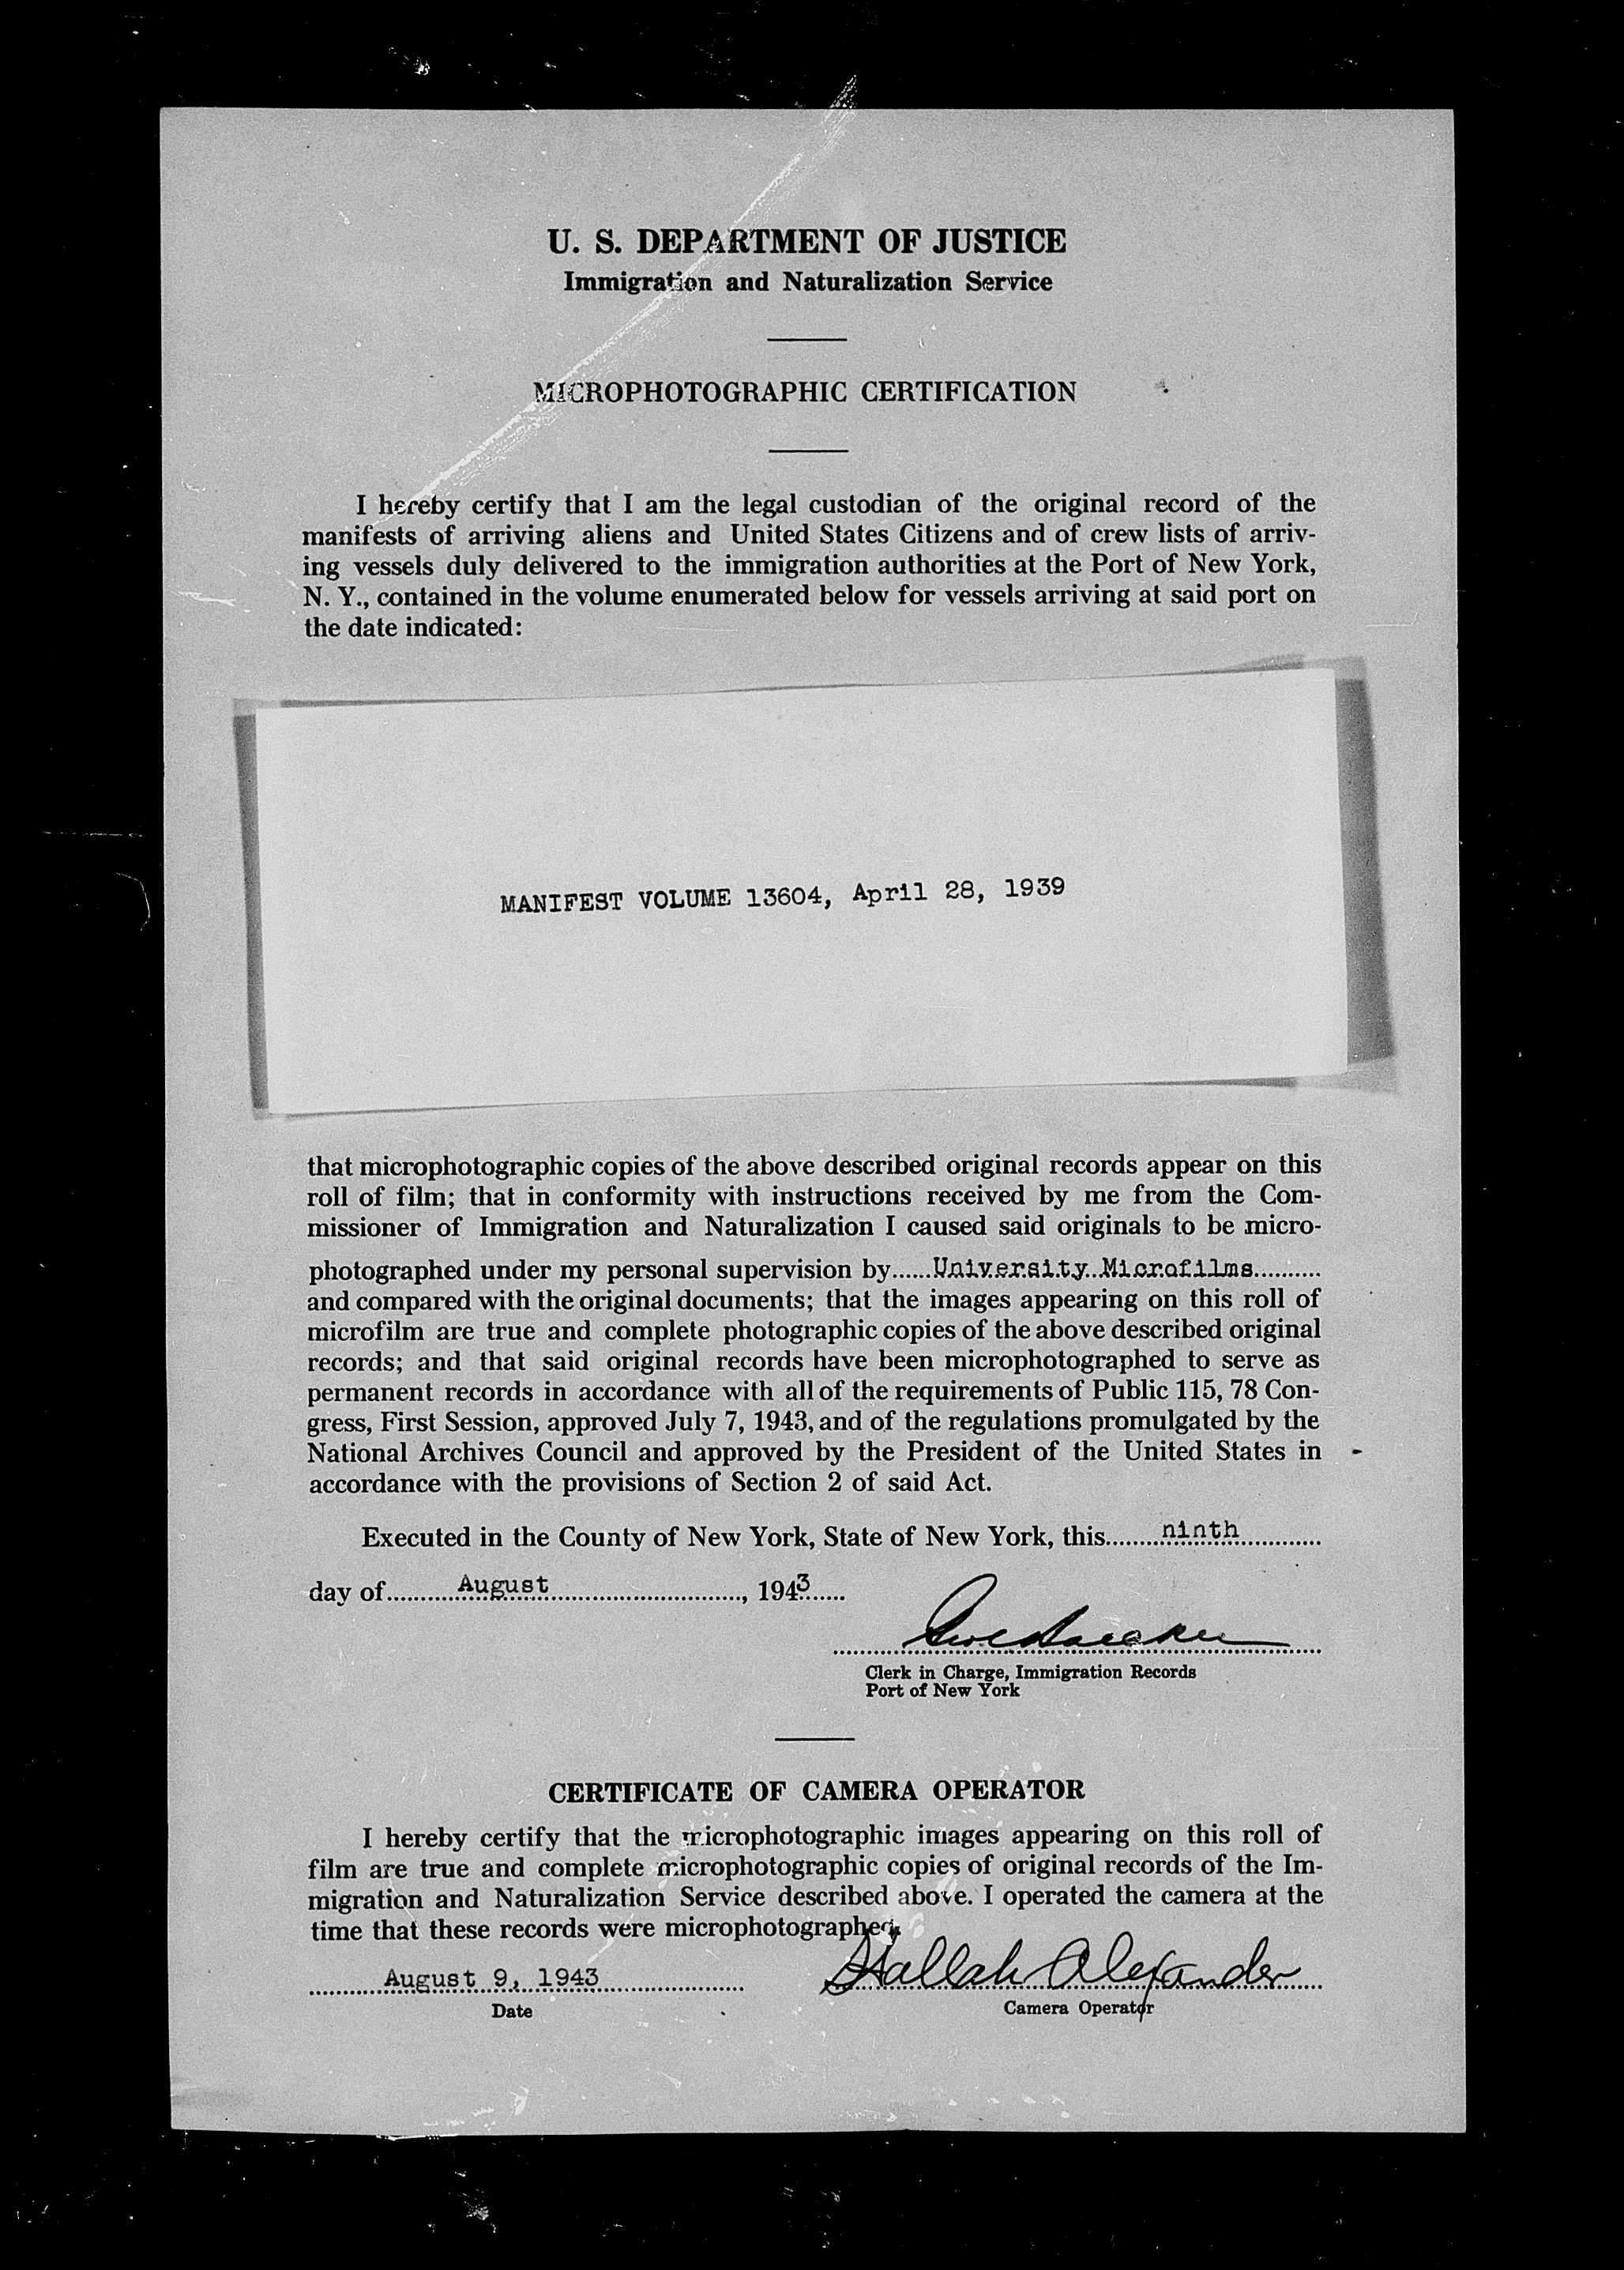 U. S. DEPARTMENT OF JUSTICE
Immigration and Naturalization Service
MICROPHOTOGRAPHIC CERTIFICATION
I hereby certify that I am the legal custodian of the original record of the
manifests of arriving aliens and United States Citizens and of crew lists of arriv-
ing vessels duly delivered to the immigration authorities at the Port of New York,
N. Y., contained in the volume enumerated below for vessels arriving at said port on
the date indicated:
MANIFEST VOLUME 13604, April 28, 1939
that microphotographic copies of the above described original records appear on this
roll of film; that in conformity with instructions received by me from the Com-
missioner of Immigration and Naturalization I caused said originals to be micro-
photographed under my personal supervision by......University Microfilms..........
and compared with the original documents; that the images appearing on this roll of
microfilm are true and complete photographic copies of the above described original
records; and that said original records have been microphotographed to serve as
permanent records in accordance with all of the requirements of Public 115, 78 Con-
gress, First Session, approved July 7, 1943, and of the regulations promulgated by the
National Archives Council and approved by the President of the United States in
accordance with the provisions of Section 2 of said Act.
Executed in the County of New York, State of New York, this........ninth............
day of..........August............................, 1943......
Clerk in Charge, Immigration Records
Port of New York
CERTIFICATE OF CAMERA OPERATOR
I hereby certify that the microphotographic images appearing on this roll of
film are true and complete microphotographic copies of original records of the Im-
migration and Naturalization Service described above. I operated the camera at the
time that these records were microphotographed.
August 9, 1943 Hallah Alexander
Date Camera Operator